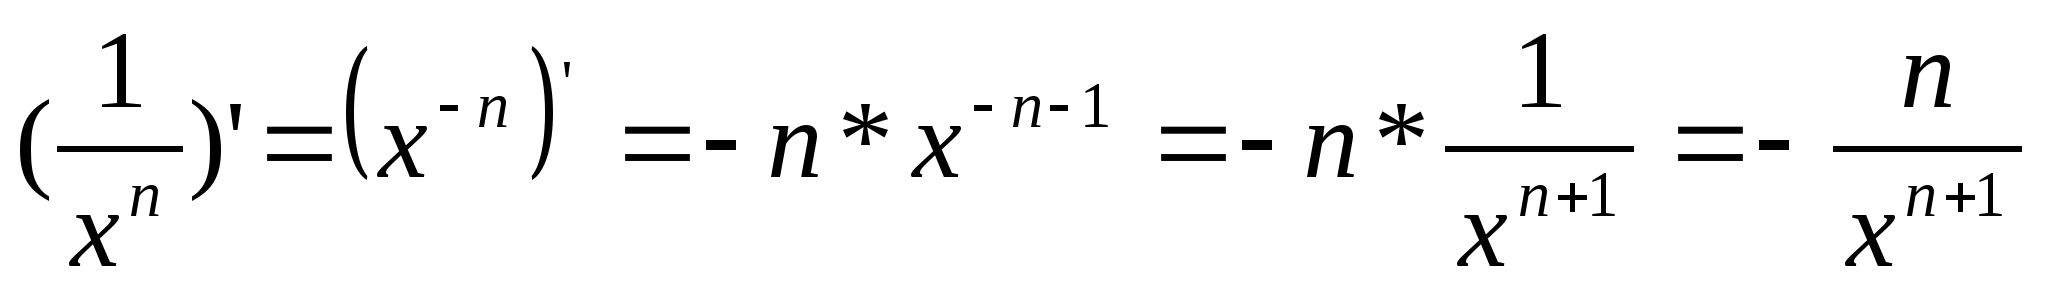 (1/x^n)' = (x^{-n})' = -n*x^{-n-1} = -n*1/x^{n+1} = -n/x^{n+1}